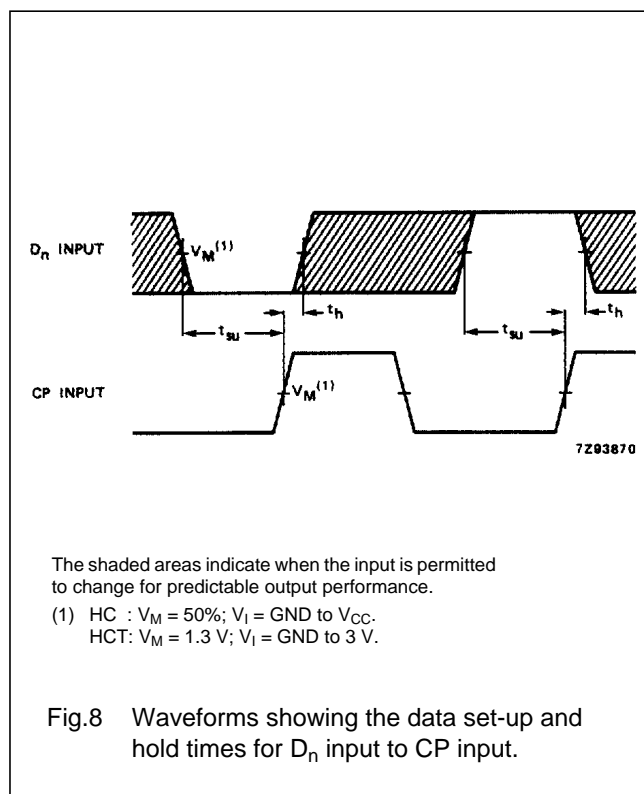 Dn INPUT
VM(1)
th
tsu
th
tsu
CP INPUT
VM(1)
7Z93870
The shaded areas indicate when the input is permitted
to change for predictable output performance.
(1) HC : VM = 50%; VI = GND to VCC.
HCT: VM = 1.3 V; VI = GND to 3 V.
Fig.8 Waveforms showing the data set-up and
hold times for Dn input to CP input.